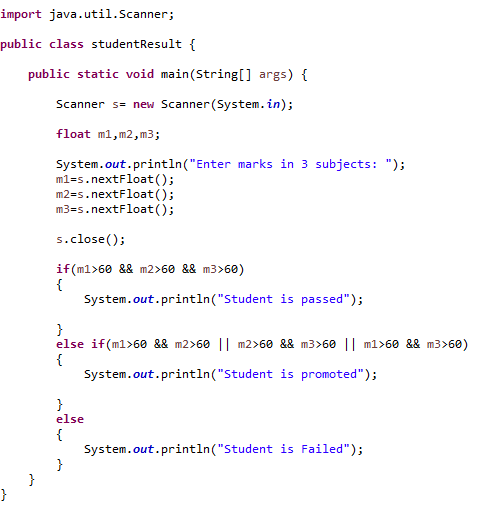 import java.util.Scanner;
public class studentResult {
public static void main(String[] args) {
Scanner s= new Scanner(System.in);
float m1,m2,m3;
System.out.println("Enter marks in 3 subjects: ");
m1=s.nextFloat();
m2=s.nextFloat();
m3=s.nextFloat();
s.close();
if(m1>60 && m2>60 && m3>60)
{
System.out.println("Student is passed");
}
else if(m1>60 && m2>60 || m2>60 && m3>60 || m1>60 && m3>60)
{
System.out.println("Student is promoted");
}
else
{
System.out.println("Student is Failed");
}
}
}